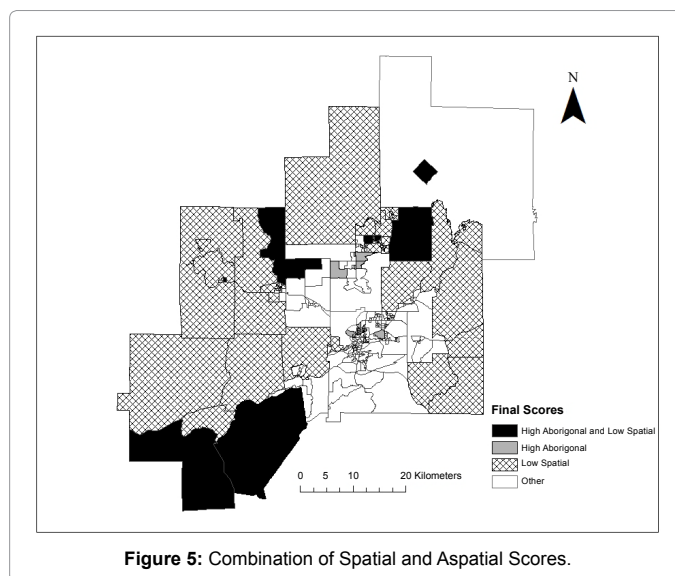 N
Final Scores
High Aborigonal and Low Spatial
High Aborigonal
Low Spatial
Other
0 5 10 20 Kilometers
Figure 5: Combination of Spatial and Aspatial Scores.